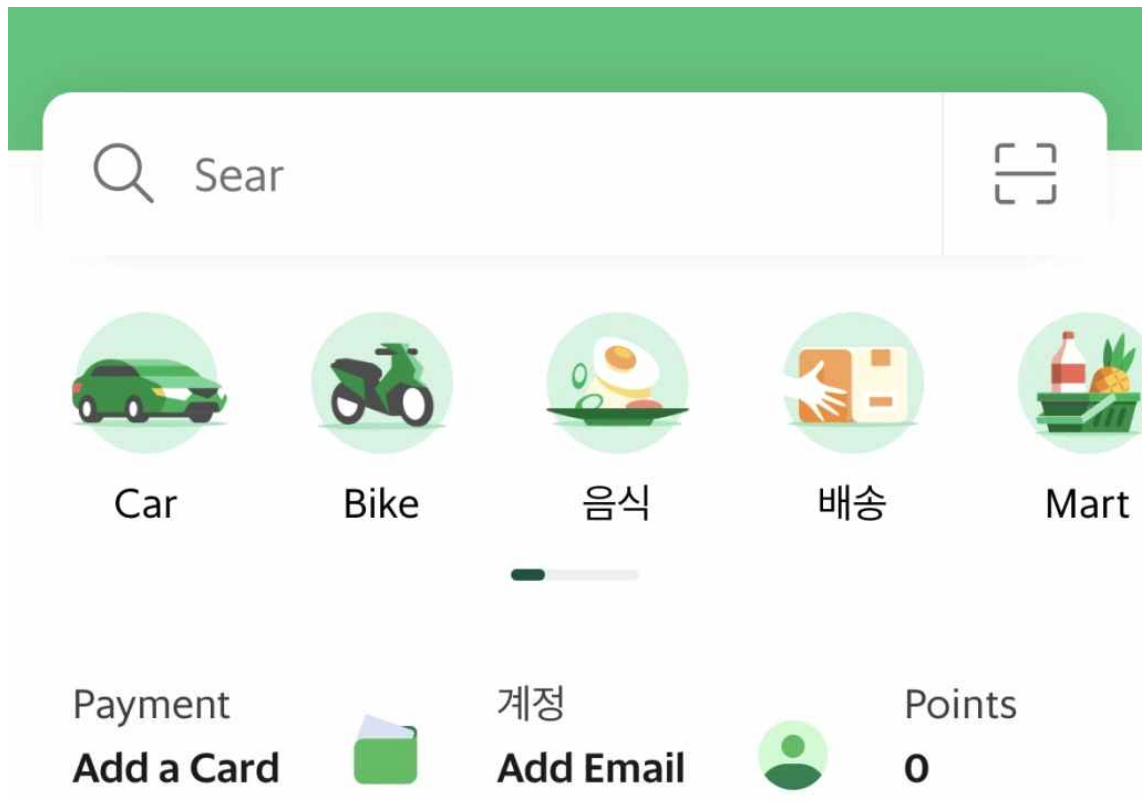 Sear
Car
Bike
음식
배송
Mart
Payment
계정
Points
Add a Card
Add Email
0